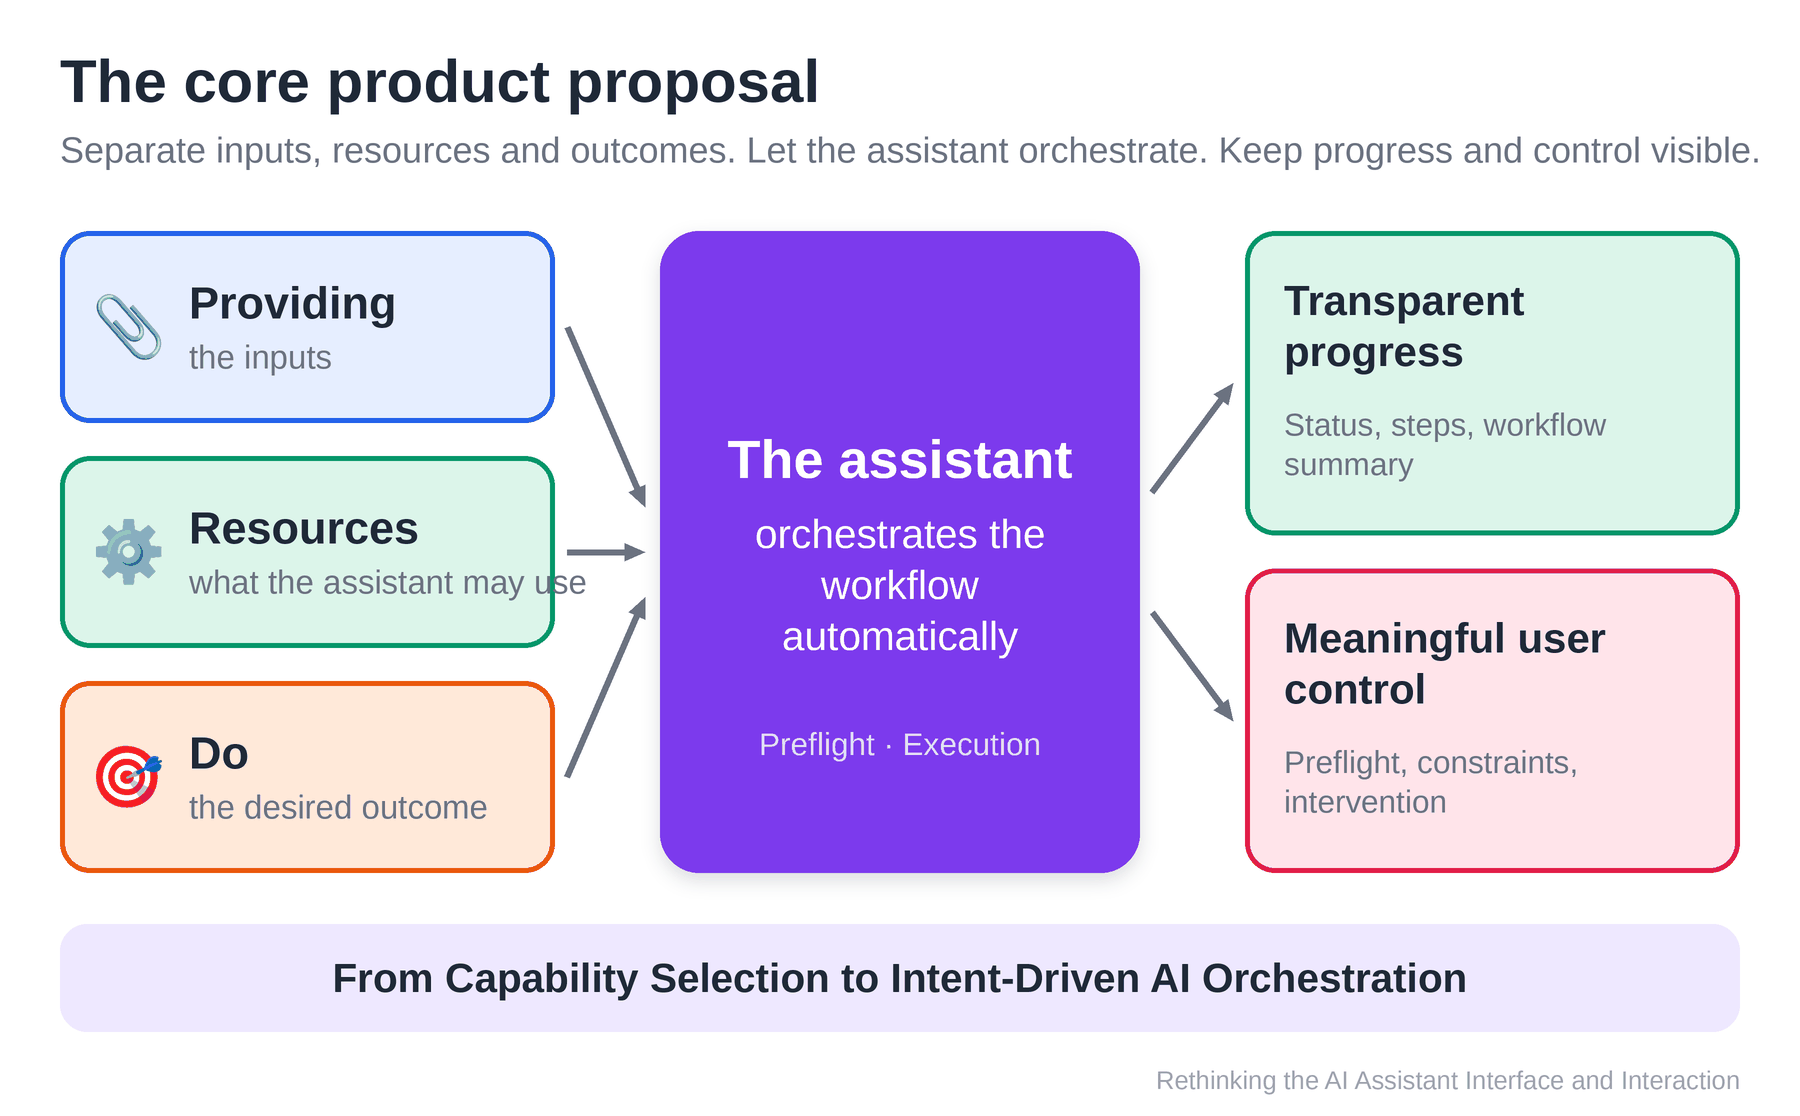 The core product proposal
Separate inputs, resources and outcomes. Let the assistant orchestrate. Keep progress and control visible.
Providing
the inputs
Resources
what the assistant may use
Do
the desired outcome
The assistant
orchestrates the
workflow
automatically
Preflight · Execution
Transparent
progress
Status, steps, workflow
summary
Meaningful user
control
Preflight, constraints,
intervention
From Capability Selection to Intent-Driven AI Orchestration
Rethinking the AI Assistant Interface and Interaction